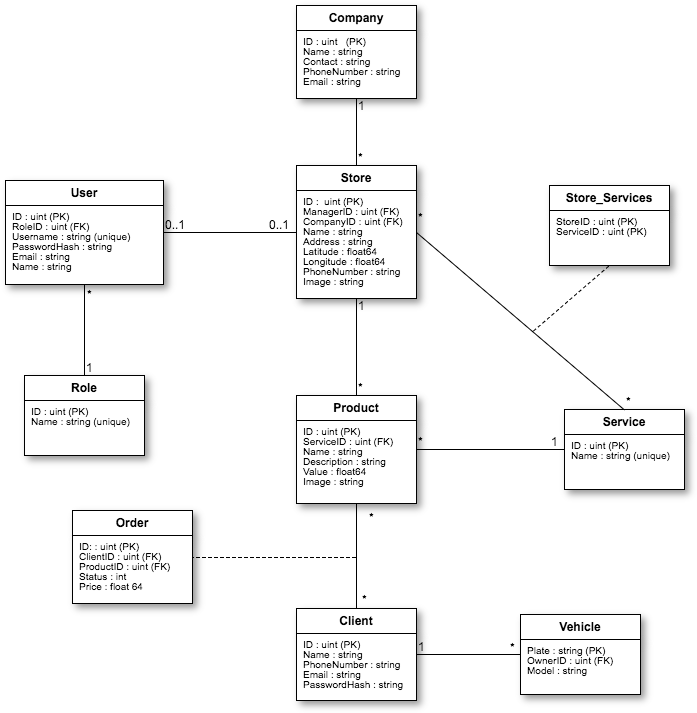 Company
ID : uint   (PK)
Name : string
Contact : string
PhoneNumber : string
Email : string
1
*
Store
ID :  uint (PK)
ManagerID : uint (FK)
CompanyID : uint (FK)
Name : string
Address : string
Latitude : float64
Longitude : float64
PhoneNumber : string
Image : string
User
ID : uint (PK)
RoleID : uint (FK)
Username : string (unique)
PasswordHash : string
Email : string
Name : string
0..1
0..1
*
Store_Services
StoreID : uint (PK)
ServiceID : uint (PK)
*
1
Role
ID : uint (PK)
Name : string (unique)
1
*
*
Product
ID : uint (PK)
ServiceID : uint (FK)
Name : string
Description : string
Value : float64
Image : string
*
1
Service
ID : uint (PK)
Name : string (unique)
*
Order
ID: : uint (PK)
ClientID : uint (FK)
ProductID : uint (FK)
Status : int
Price : float 64
*
Client
ID : uint (PK)
Name : string
PhoneNumber : string
Email : string
PasswordHash : string
1
*
Vehicle
Plate : string (PK)
OwnerID : uint (FK)
Model : string